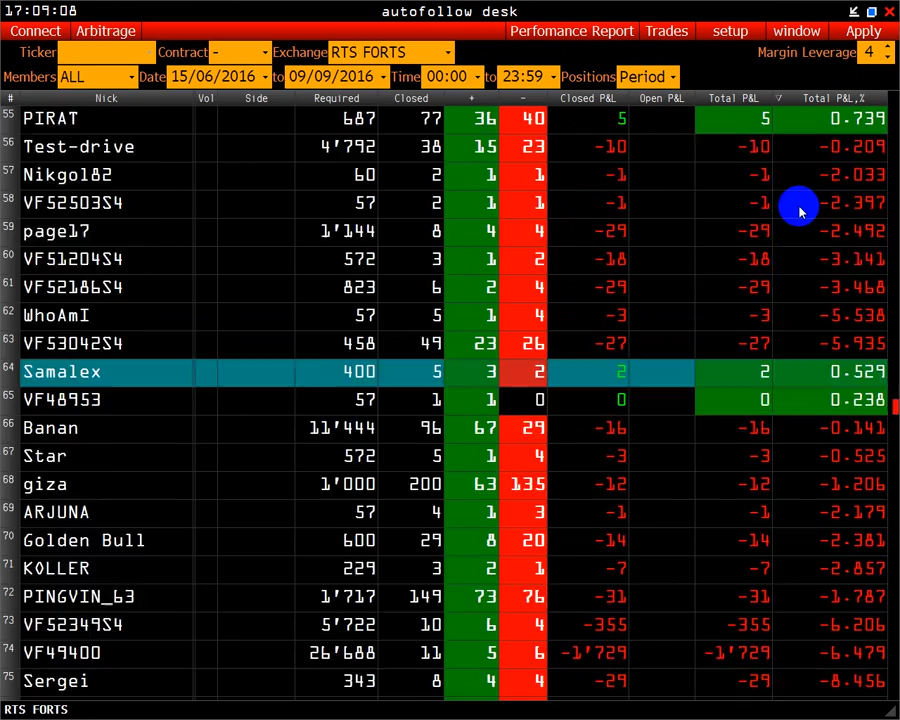 17:09:08 autofollow desk
Connect Arbitrage Perfomance Report Trades setup window Apply
Ticker Contract - Exchange RTS FORTS Margin Leverage 4
Members ALL Date 15/06/2016 to 09/09/2016 Time 00:00 to 23:59 Positions Period
# Nick Vol Side Required Closed + - Closed P&L Open P&L Total P&L Total P&L,%
55 PIRAT 687 77 36 40 5 5 0.739
56 Test-drive 4'792 38 15 23 -10 -10 -0.209
57 Nikgol82 60 2 1 1 -1 -1 -2.033
58 VF52503S4 57 2 1 1 -1 -1 -2.397
59 page17 1'144 8 4 4 -29 -29 -2.492
60 VF51204S4 572 3 1 2 -18 -18 -3.141
61 VF52186S4 823 6 2 4 -29 -29 -3.468
62 WhoAmI 57 5 1 4 -3 -3 -5.538
63 VF53042S4 458 49 23 26 -27 -27 -5.935
64 Samalex 400 5 3 2 2 2 0.529
65 VF48953 57 1 1 0 0 0 0.238
66 Banan 11'444 96 67 29 -16 -16 -0.141
67 Star 572 5 1 4 -3 -3 -0.525
68 giza 1'000 200 63 135 -12 -12 -1.206
69 ARJUNA 57 4 1 3 -1 -1 -2.179
70 Golden Bull 600 29 8 20 -14 -14 -2.381
71 KOLLER 229 3 2 1 -7 -7 -2.857
72 PINGVIN_63 1'717 149 73 76 -31 -31 -1.787
73 VF52349S4 5'722 10 6 4 -355 -355 -6.206
74 VF49400 26'688 11 5 6 -1'729 -1'729 -6.479
75 Sergei 343 8 4 4 -29 -29 -8.456
RTS FORTS